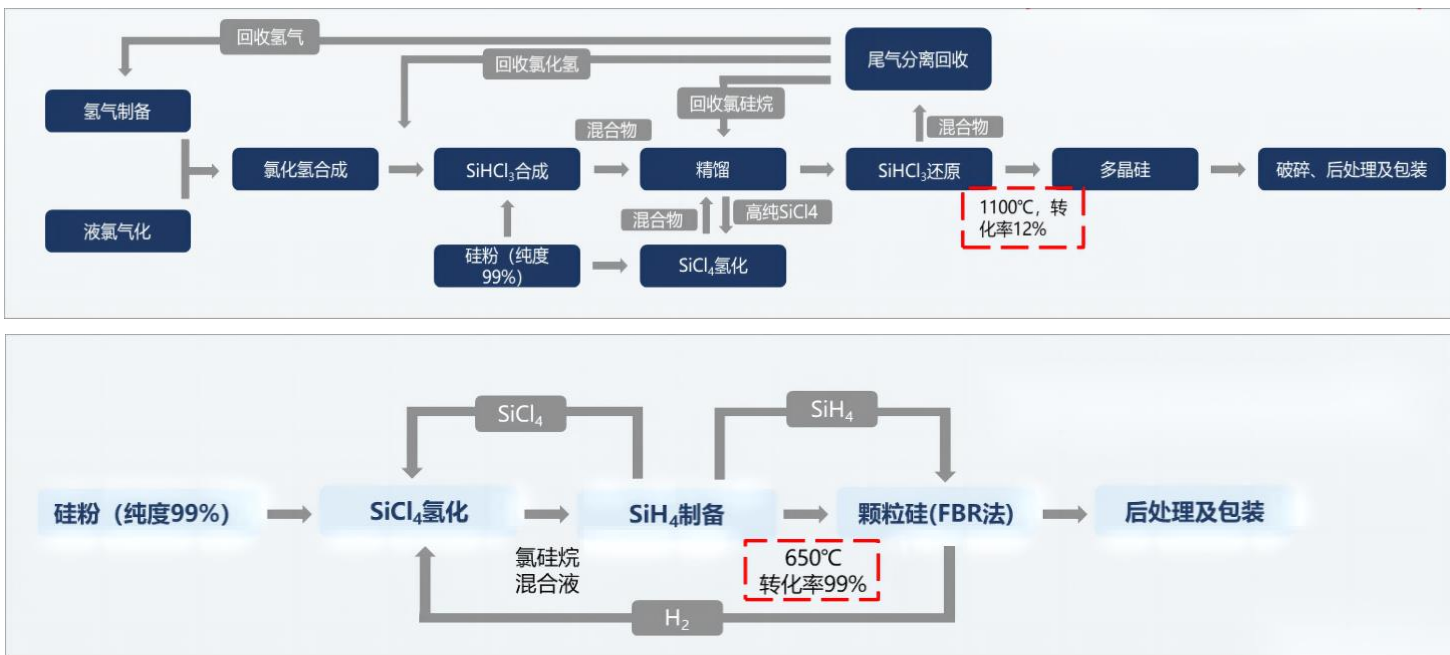 回收氢气
回收氯化氢
尾气分离回收
氢气制备
回收氯硅烷
混合物
混合物
氯化氢合成
SiHCl₃合成
精馏
SiHCl₃还原
多晶硅
破碎、后处理及包装
液氯气化
混合物
高纯SiCl4
1100℃，转
化率12%
硅粉（纯度
99%）
SiCl₄氢化
SiCl₄
SiH₄
硅粉（纯度99%）
SiCl₄氢化
SiH₄制备
颗粒硅(FBR法)
后处理及包装
氯硅烷
混合液
650℃
转化率99%
H₂